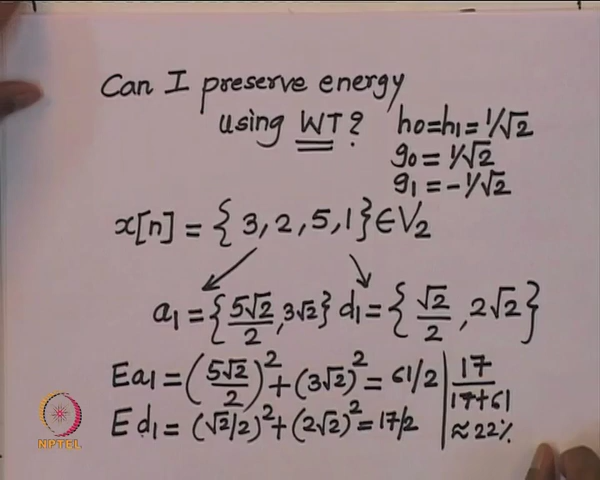 Can I preserve energy
using WT?
h0=h1=1/√2
g0=1/√2
g1=-1/√2
x[n]={3,2,5,1}∈V2
a1={5√2/2,3√2} d1={√2/2,2√2}
Ea1=(5√2/2)^2+(3√2)^2=61/2
Ed1=(√2/2)^2+(2√2)^2=17/2
17/17+61
≈22%
NPTEL